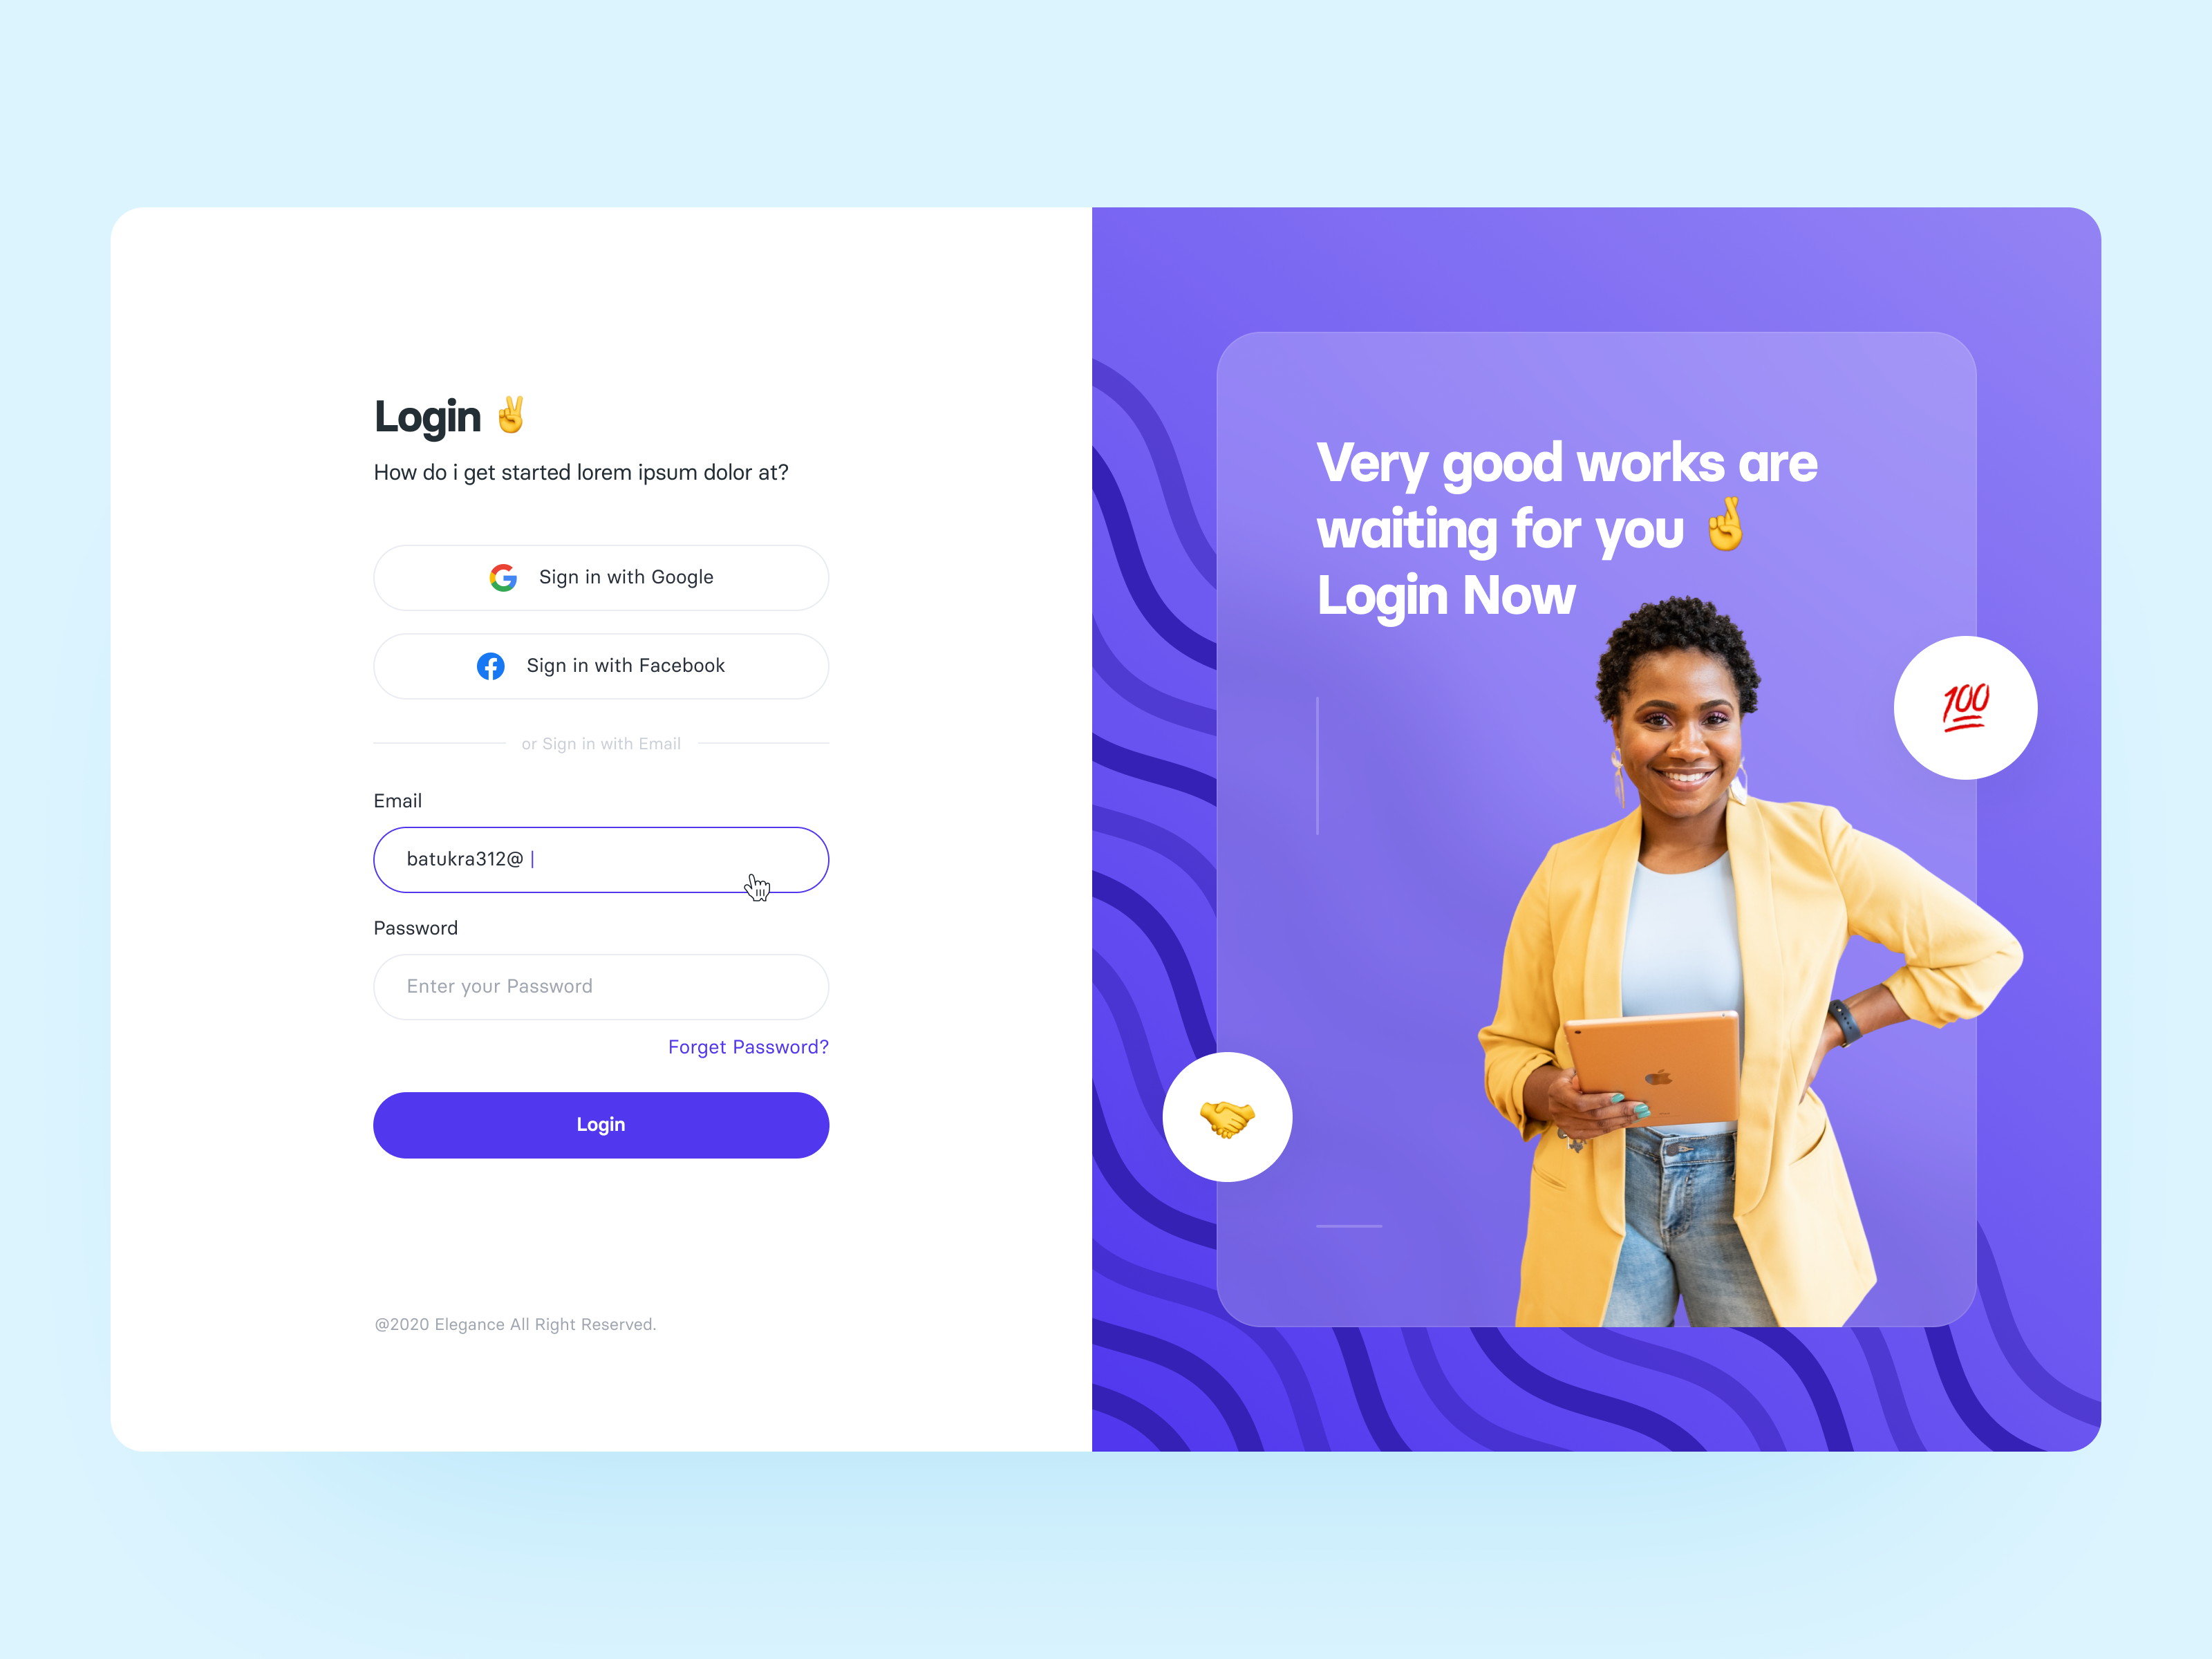 Login ✌️
How do i get started lorem ipsum dolor at?
Sign in with Google
Sign in with Facebook
or Sign in with Email
Email
batukra312@
Password
Enter your Password
Forget Password?
Login
@2020 Elegance All Right Reserved.
Very good works are
waiting for you 🤞
Login Now
💯